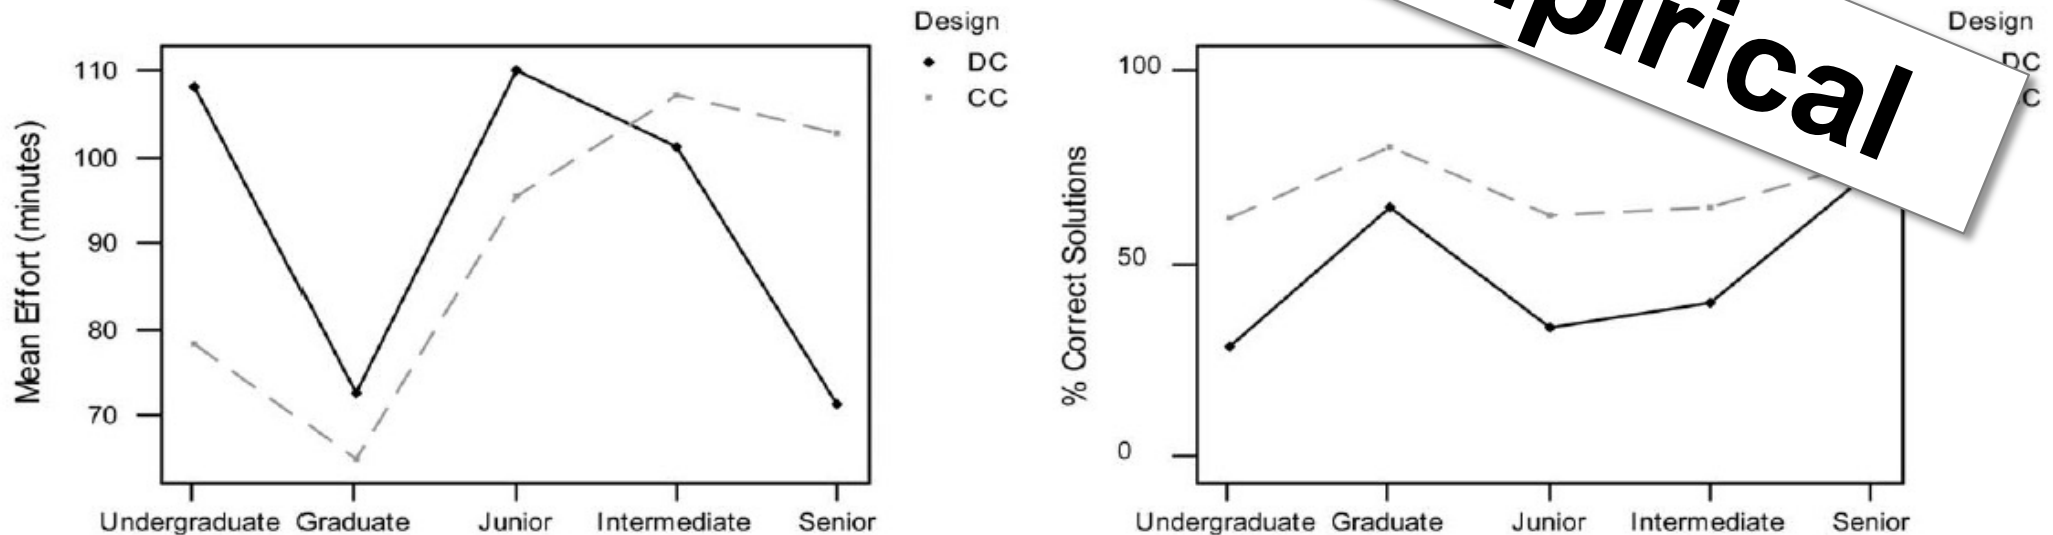 Design
DC
CC
110
100
90
80
70
Mean Effort (minutes)
Undergraduate Graduate Junior Intermediate Senior
pirical
Design
DC
C
100
50
0
% Correct Solutions
Undergraduate Graduate Junior Intermediate Senior